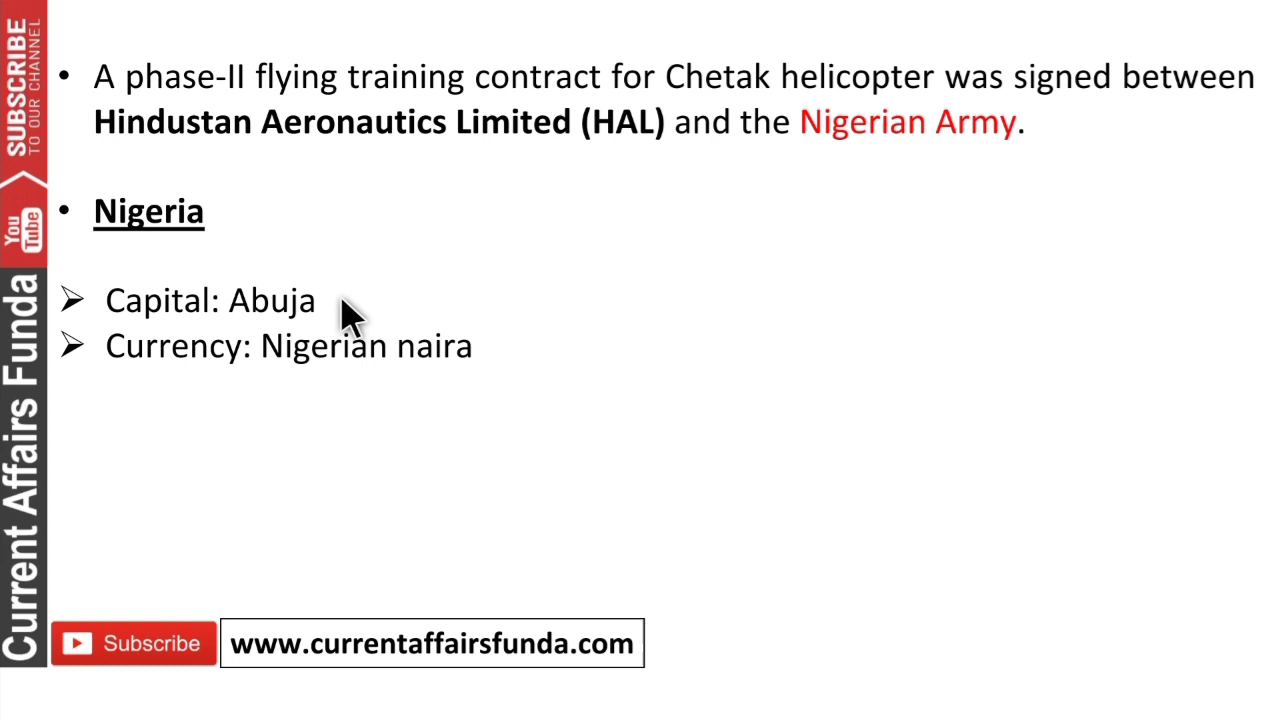 • A phase-II flying training contract for Chetak helicopter was signed between
Hindustan Aeronautics Limited (HAL) and the Nigerian Army.
• Nigeria
➢ Capital: Abuja
➢ Currency: Nigerian naira
SUBSCRIBE
TO OUR CHANNEL
You
Tube
Current Affairs Funda
Subscribe
www.currentaffairsfunda.com